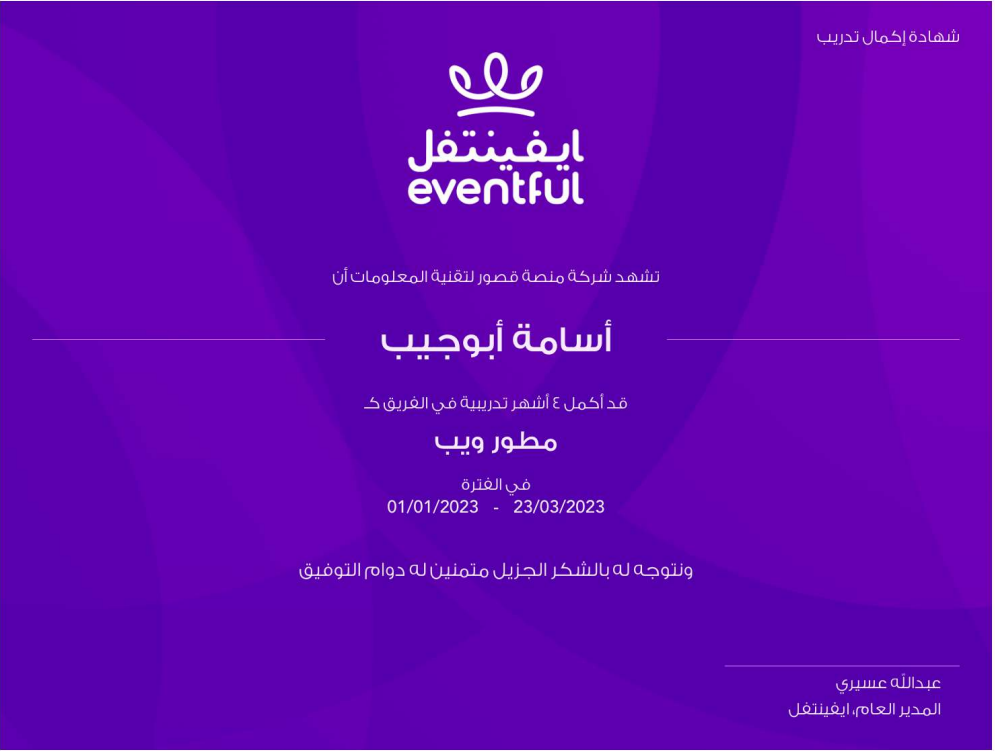 شهادة إكمال تدريب
ايفينتفل
eventful
تشهد شركة منصة قصور لتقنية المعلومات أن
أسامة أبوجيب
قد أكمل ٤ أشهر تدريبية في الفريق كـ
مطور ويب
في الفترة
01/01/2023 - 23/03/2023
ونتوجه له بالشكر الجزيل متمنين له دوام التوفيق
عبداللّه عسيري
المدير العام، ايفينتفل